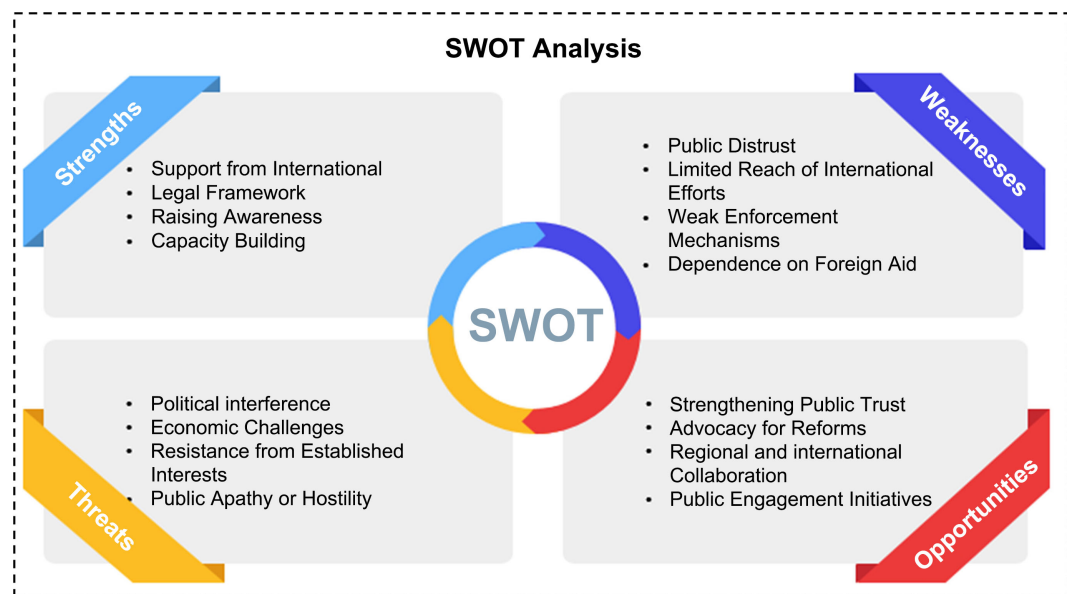 SWOT Analysis
Strengths
• Support from International
• Legal Framework
• Raising Awareness
• Capacity Building
Weaknesses
• Public Distrust
• Limited Reach of International
Efforts
• Weak Enforcement
Mechanisms
• Dependence on Foreign Aid
SWOT
Threats
• Political interference
• Economic Challenges
• Resistance from Established
Interests
• Public Apathy or Hostility
Opportunities
• Strengthening Public Trust
• Advocacy for Reforms
• Regional and international
Collaboration
• Public Engagement Initiatives